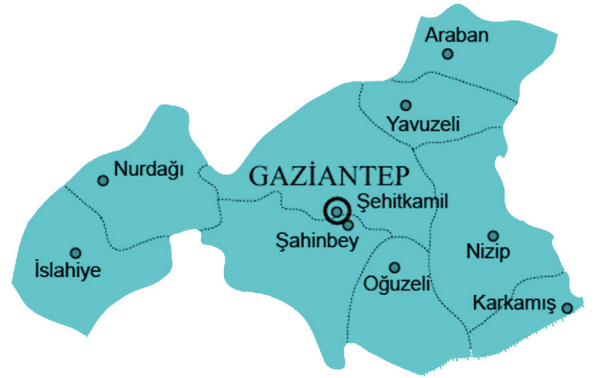 Araban
Yavuzeli
Nurdağı
GAZİANTEP
Şehitkamil
Şahinbey
Nizip
İslahiye
Oğuzeli
Karkamış